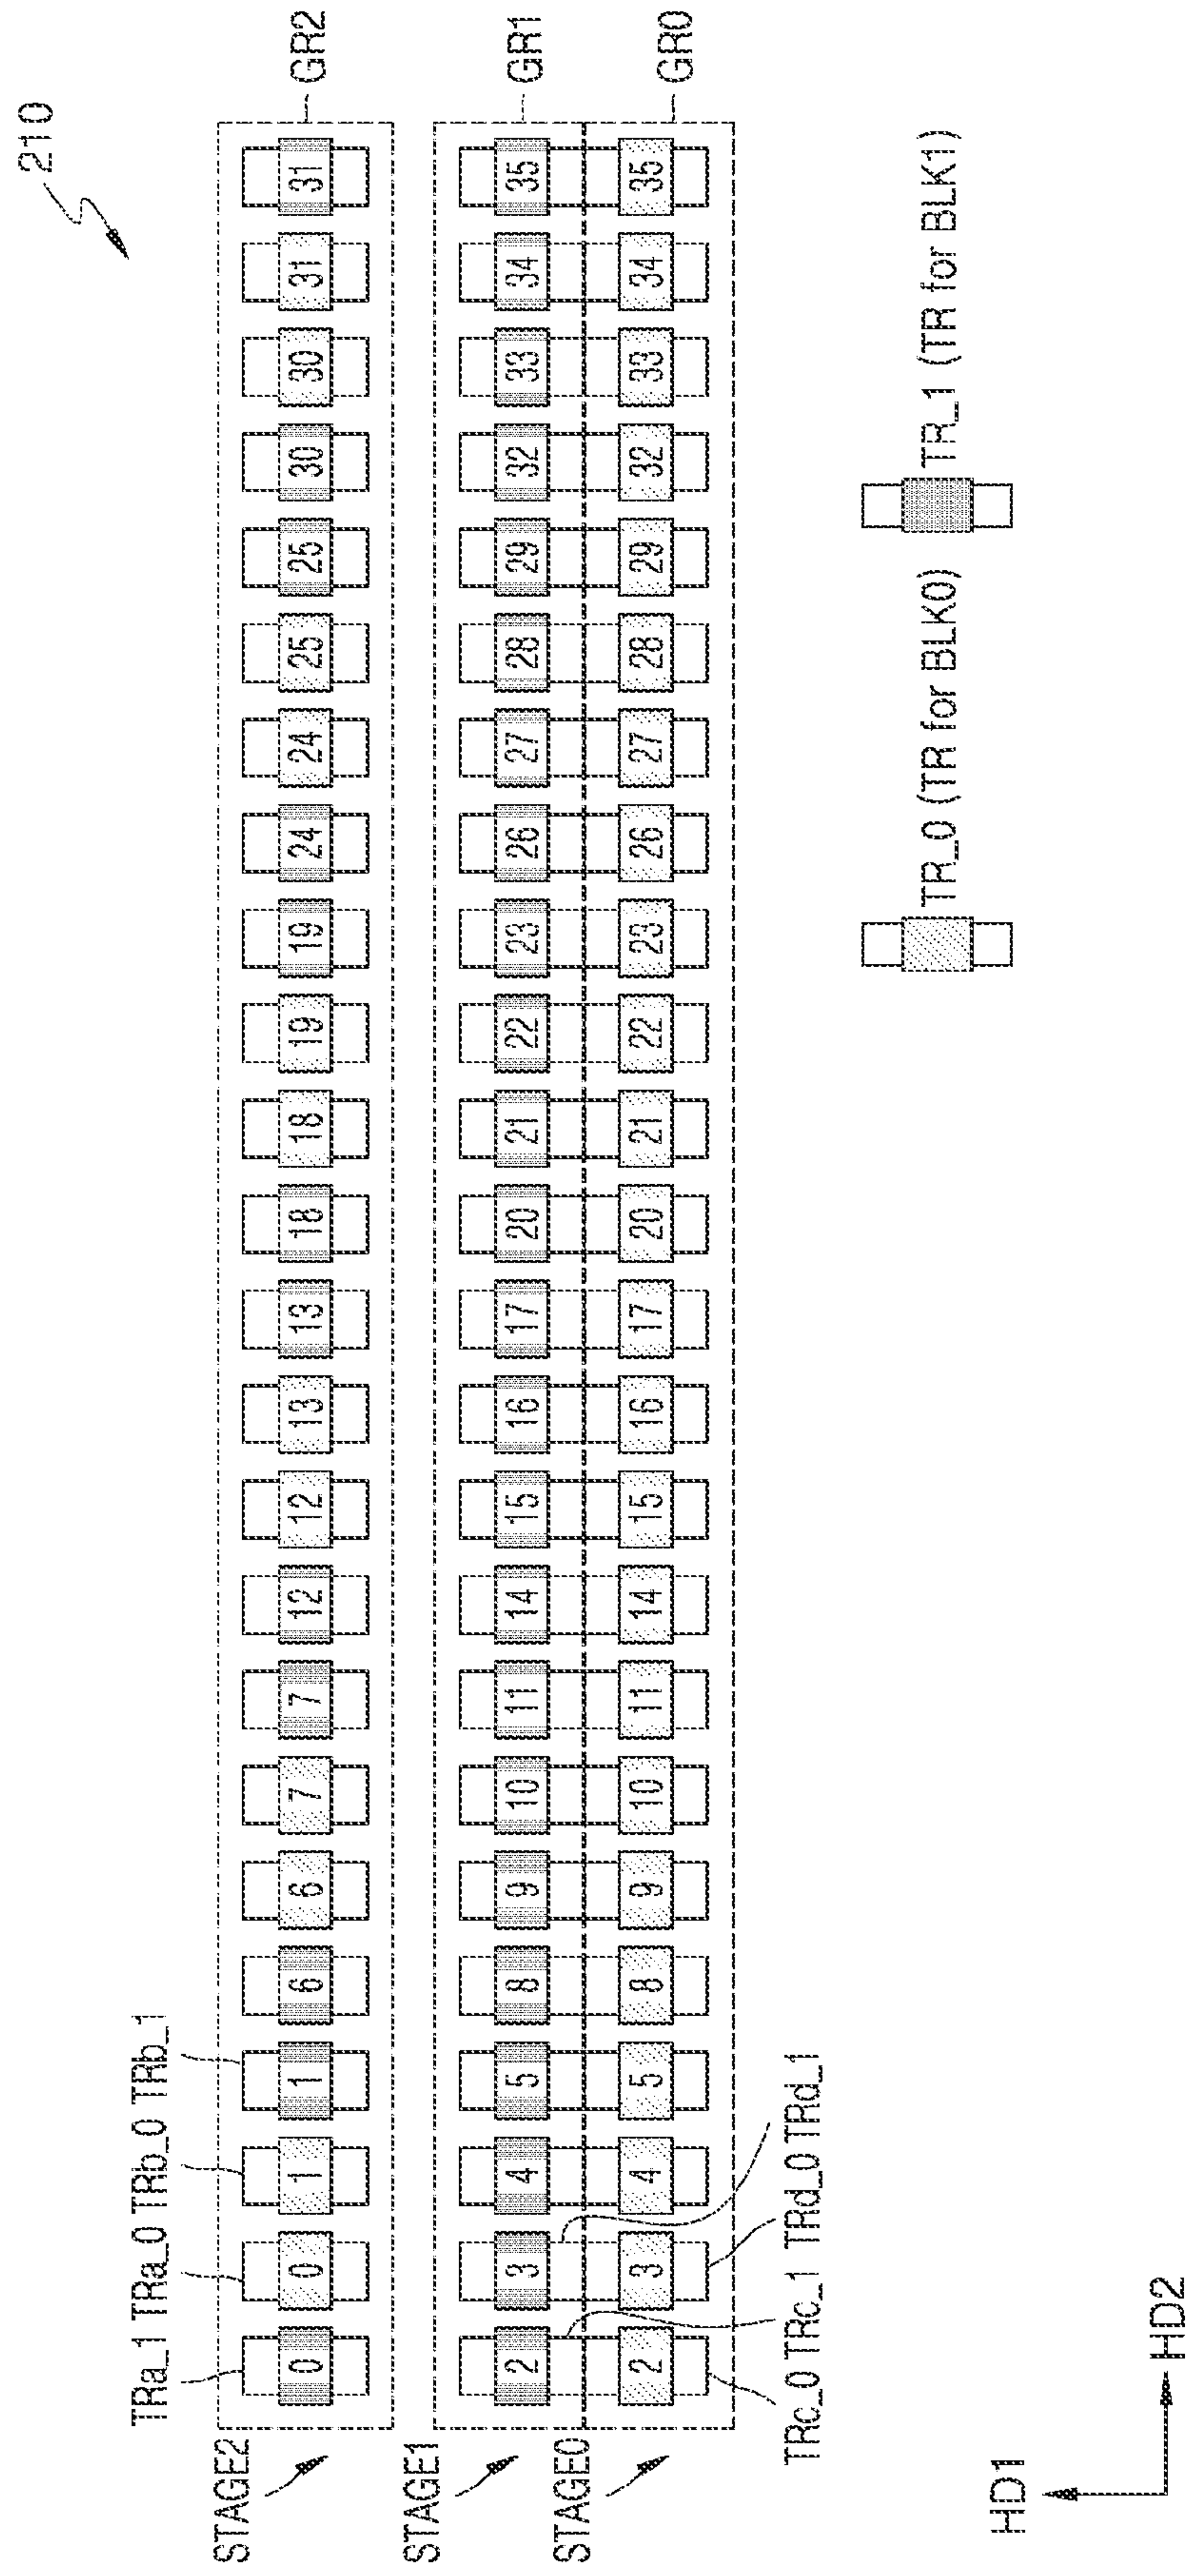 210
TRa_1 TRa_0 TRb_0 TRb_1
STAGE2
0 0 1 1 6 6 7 7 12 12 13 13 18 18 19 19 24 24 25 25 30 30 31 31
GR2
STAGE1
2 3 4 5 8 9 10 11 14 15 16 17 20 21 22 23 26 27 28 29 32 33 34 35
GR1
STAGE0
2 3 4 5 8 9 10 11 14 15 16 17 20 21 22 23 26 27 28 29 32 33 34 35
GR0
TRc_0 TRc_1 TRd_0 TRd_1
TR_0 (TR for BLK0)
TR_1 (TR for BLK1)
HD1
HD2